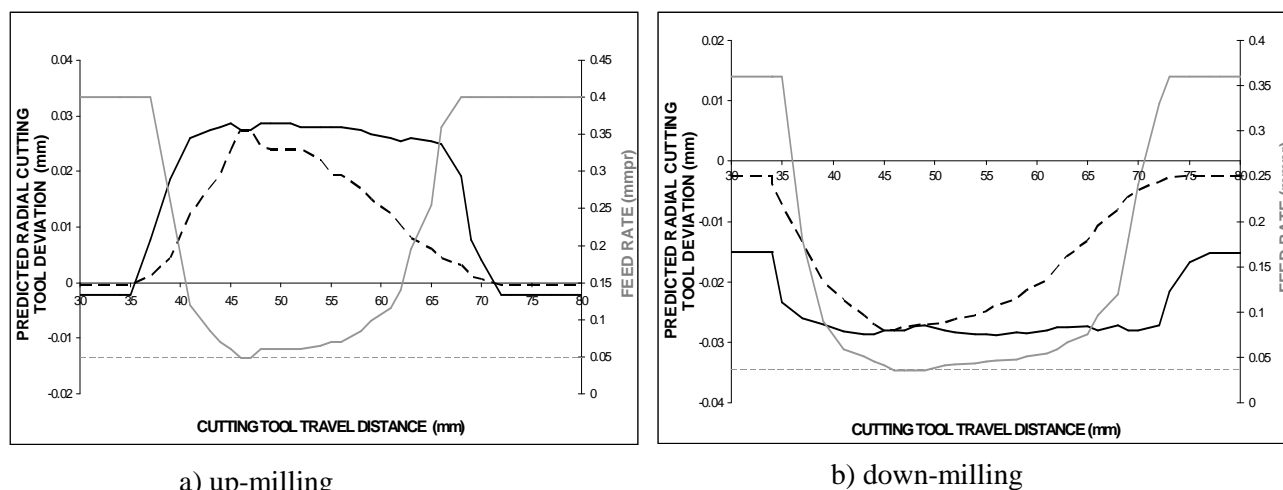 0.04
0.03
0.02
0.01
0
-0.01
-0.02
30 35 40 45 50 55 60 65 70 75 80
0.45
0.4
0.35
0.3
0.25
0.2
0.15
0.1
0.05
0
PREDICTED RADIAL CUTTING
TOOL DEVIATION (mm)
FEED RATE (mmpr)
CUTTING TOOL TRAVEL DISTANCE (mm)
a) up-milling
0.02
0.01
0
-0.01
-0.02
-0.03
-0.04
30 35 40 45 50 55 60 65 70 75 80
0.4
0.35
0.3
0.25
0.2
0.15
0.1
0.05
0
PREDICTED RADIAL CUTTING
TOOL DEVIATION (mm)
FEED RATE
CUTTING TOOL TRAVEL DISTANCE (mm)
b) down-milling